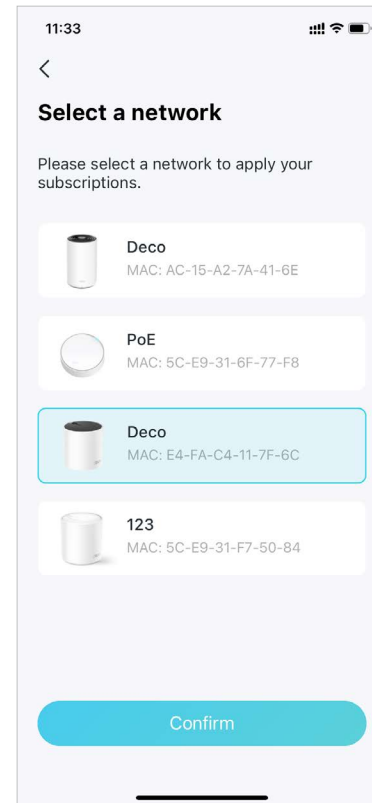 11:33
Select a network
Please select a network to apply your
subscriptions.
Deco
MAC: AC-15-A2-7A-41-6E
PoE
MAC: 5C-E9-31-6F-77-F8
Deco
MAC: E4-FA-C4-11-7F-6C
123
MAC: 5C-E9-31-F7-50-84
Confirm